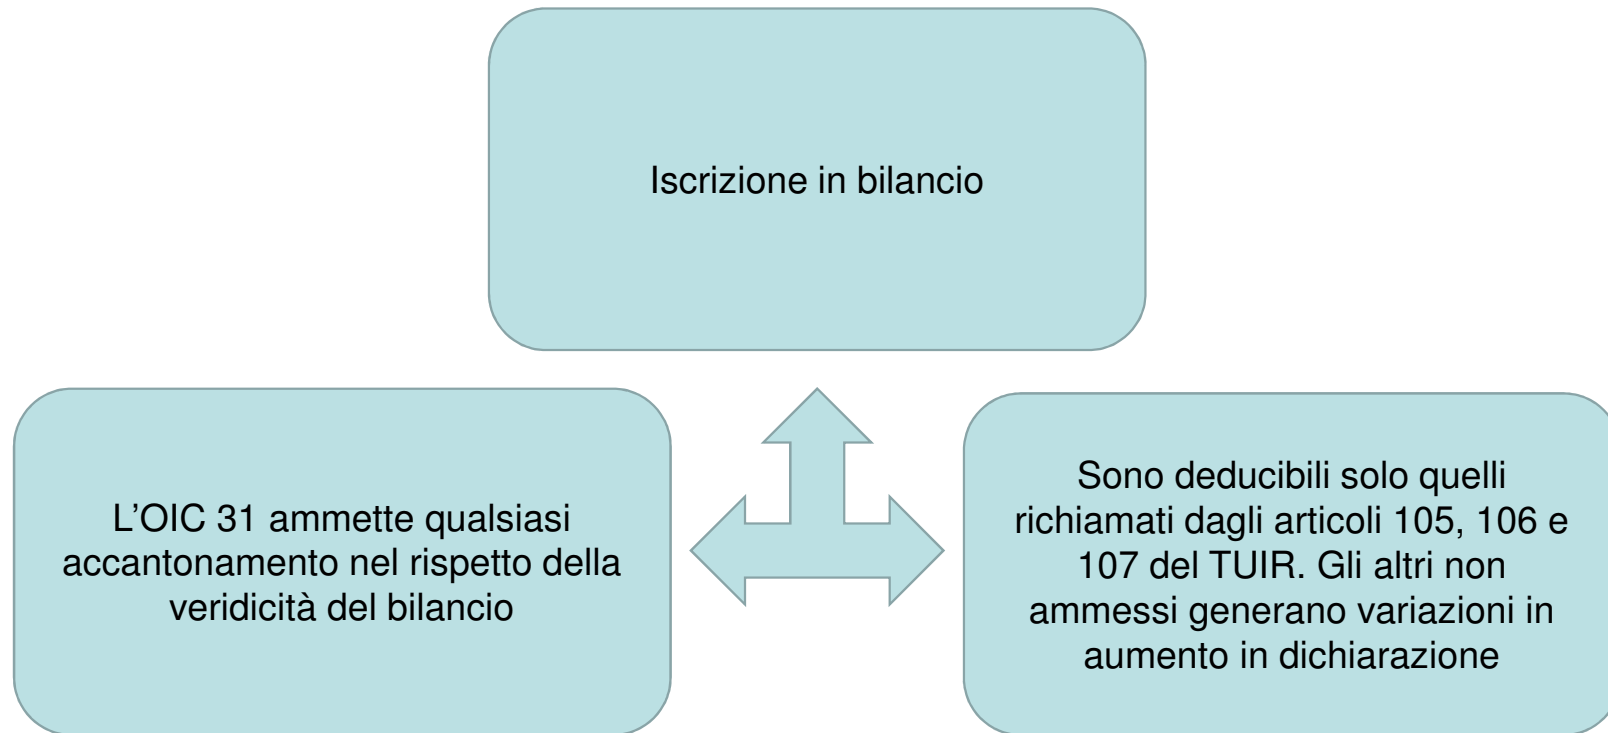 Iscrizione in bilancio
L’OIC 31 ammette qualsiasi
accantonamento nel rispetto della
veridicità del bilancio
Sono deducibili solo quelli
richiamati dagli articoli 105, 106 e
107 del TUIR. Gli altri non
ammessi generano variazioni in
aumento in dichiarazione